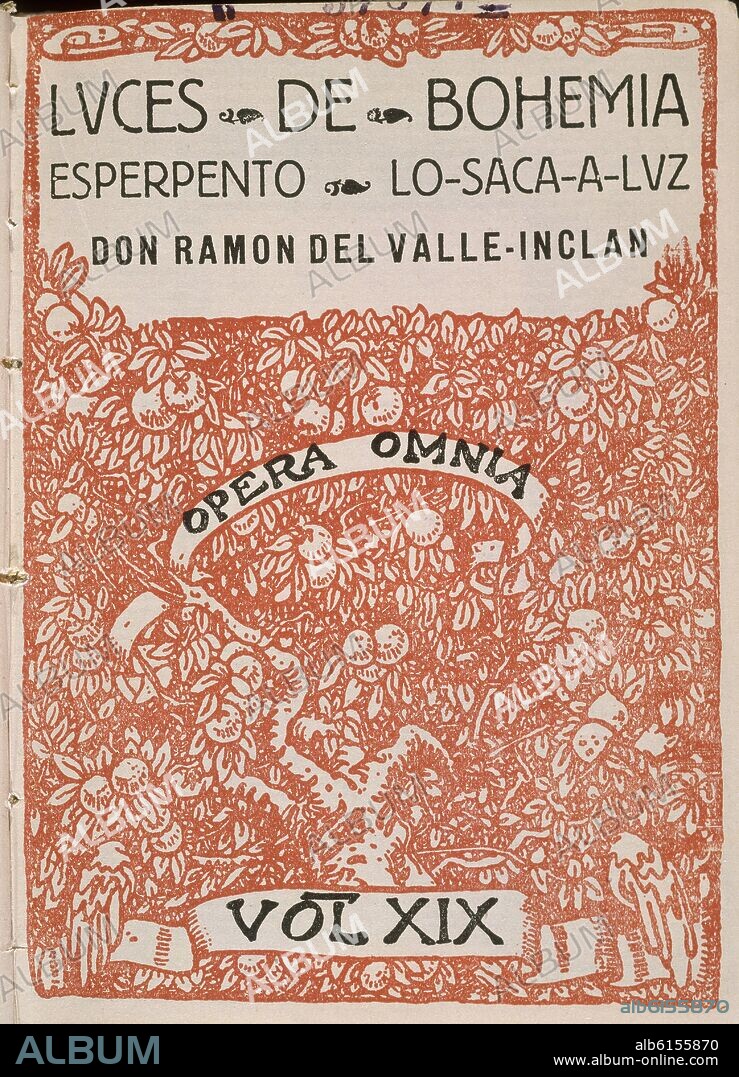 LVCES DE BOHEMIA
ESPERPENTO LO-SACA-A-LVZ
DON RAMON DEL VALLE-INCLAN
OPERA OMNIA
VOL XIX
alb6155870
ALBUM
alb6155870
www.album-online.com